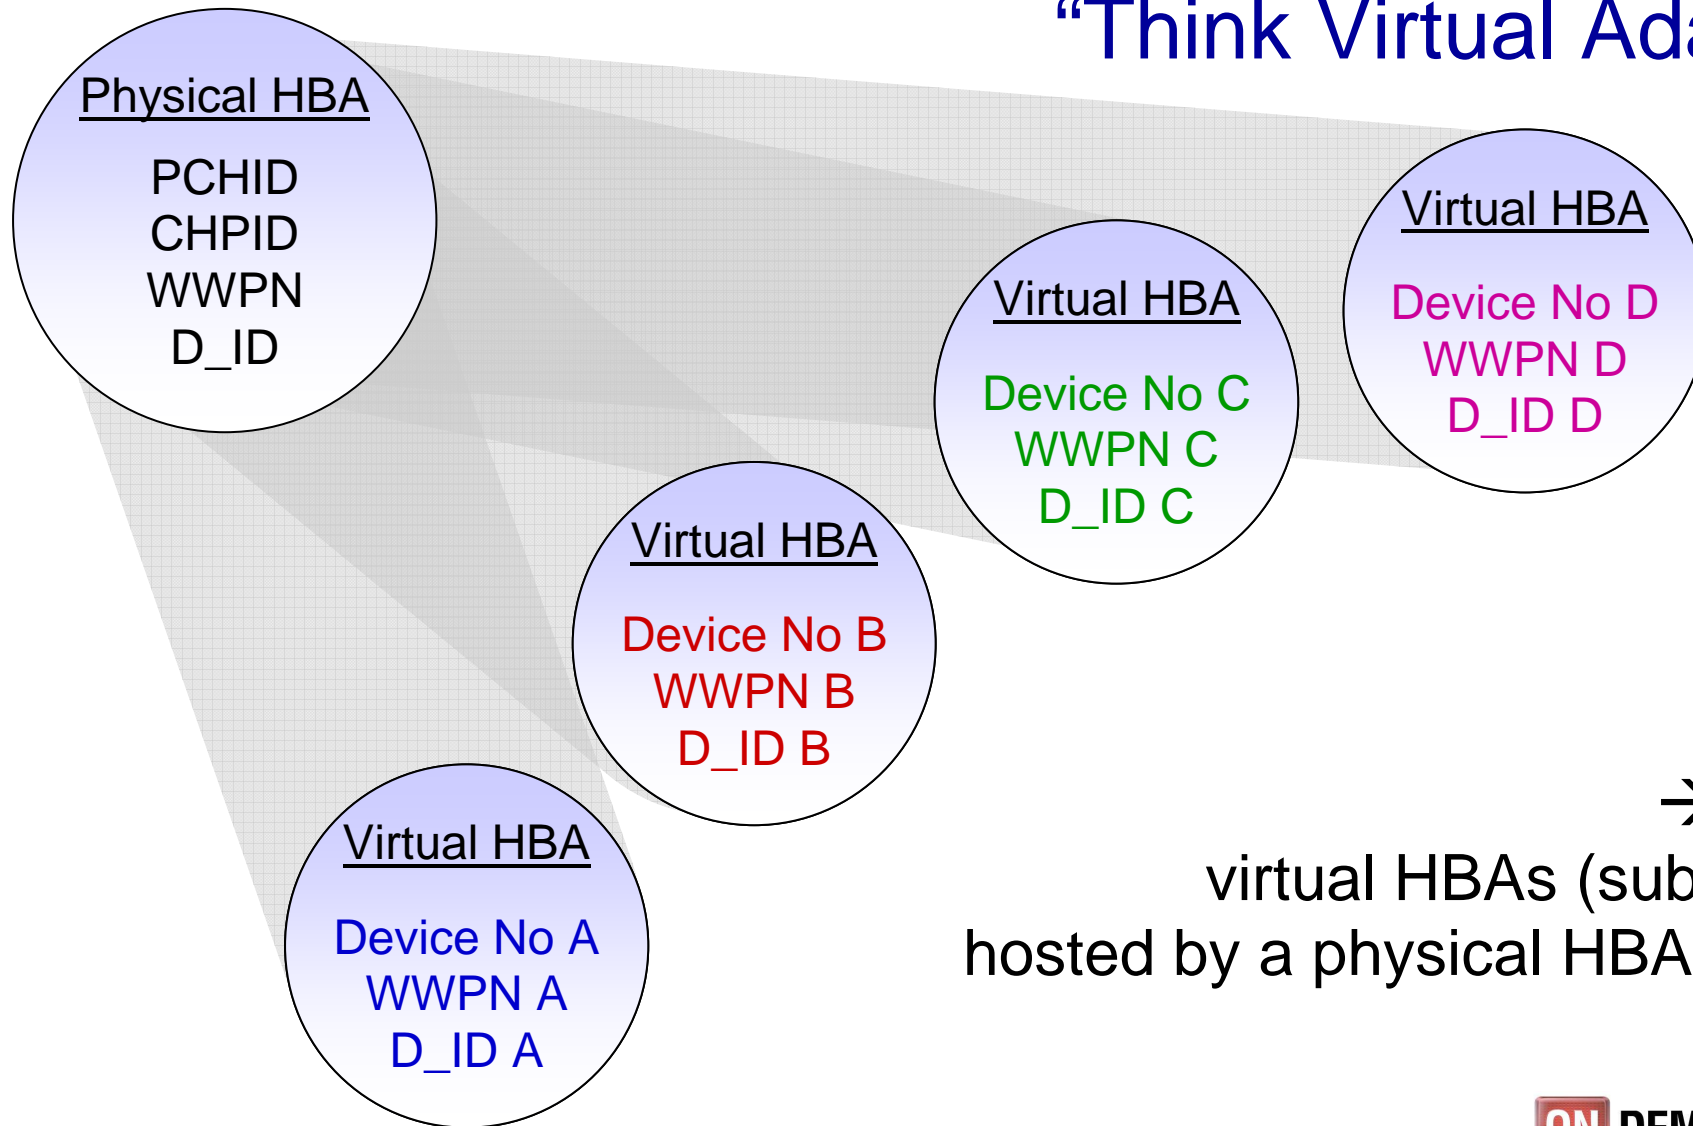 “Think Virtual Ada
Physical HBA
PCHID
CHPID
WWPN
D_ID
Virtual HBA
Device No D
WWPN D
D_ID D
Virtual HBA
Device No C
WWPN C
D_ID C
Virtual HBA
Device No B
WWPN B
D_ID B
Virtual HBA
Device No A
WWPN A
D_ID A
→
virtual HBAs (sub
hosted by a physical HBA
ON DEM